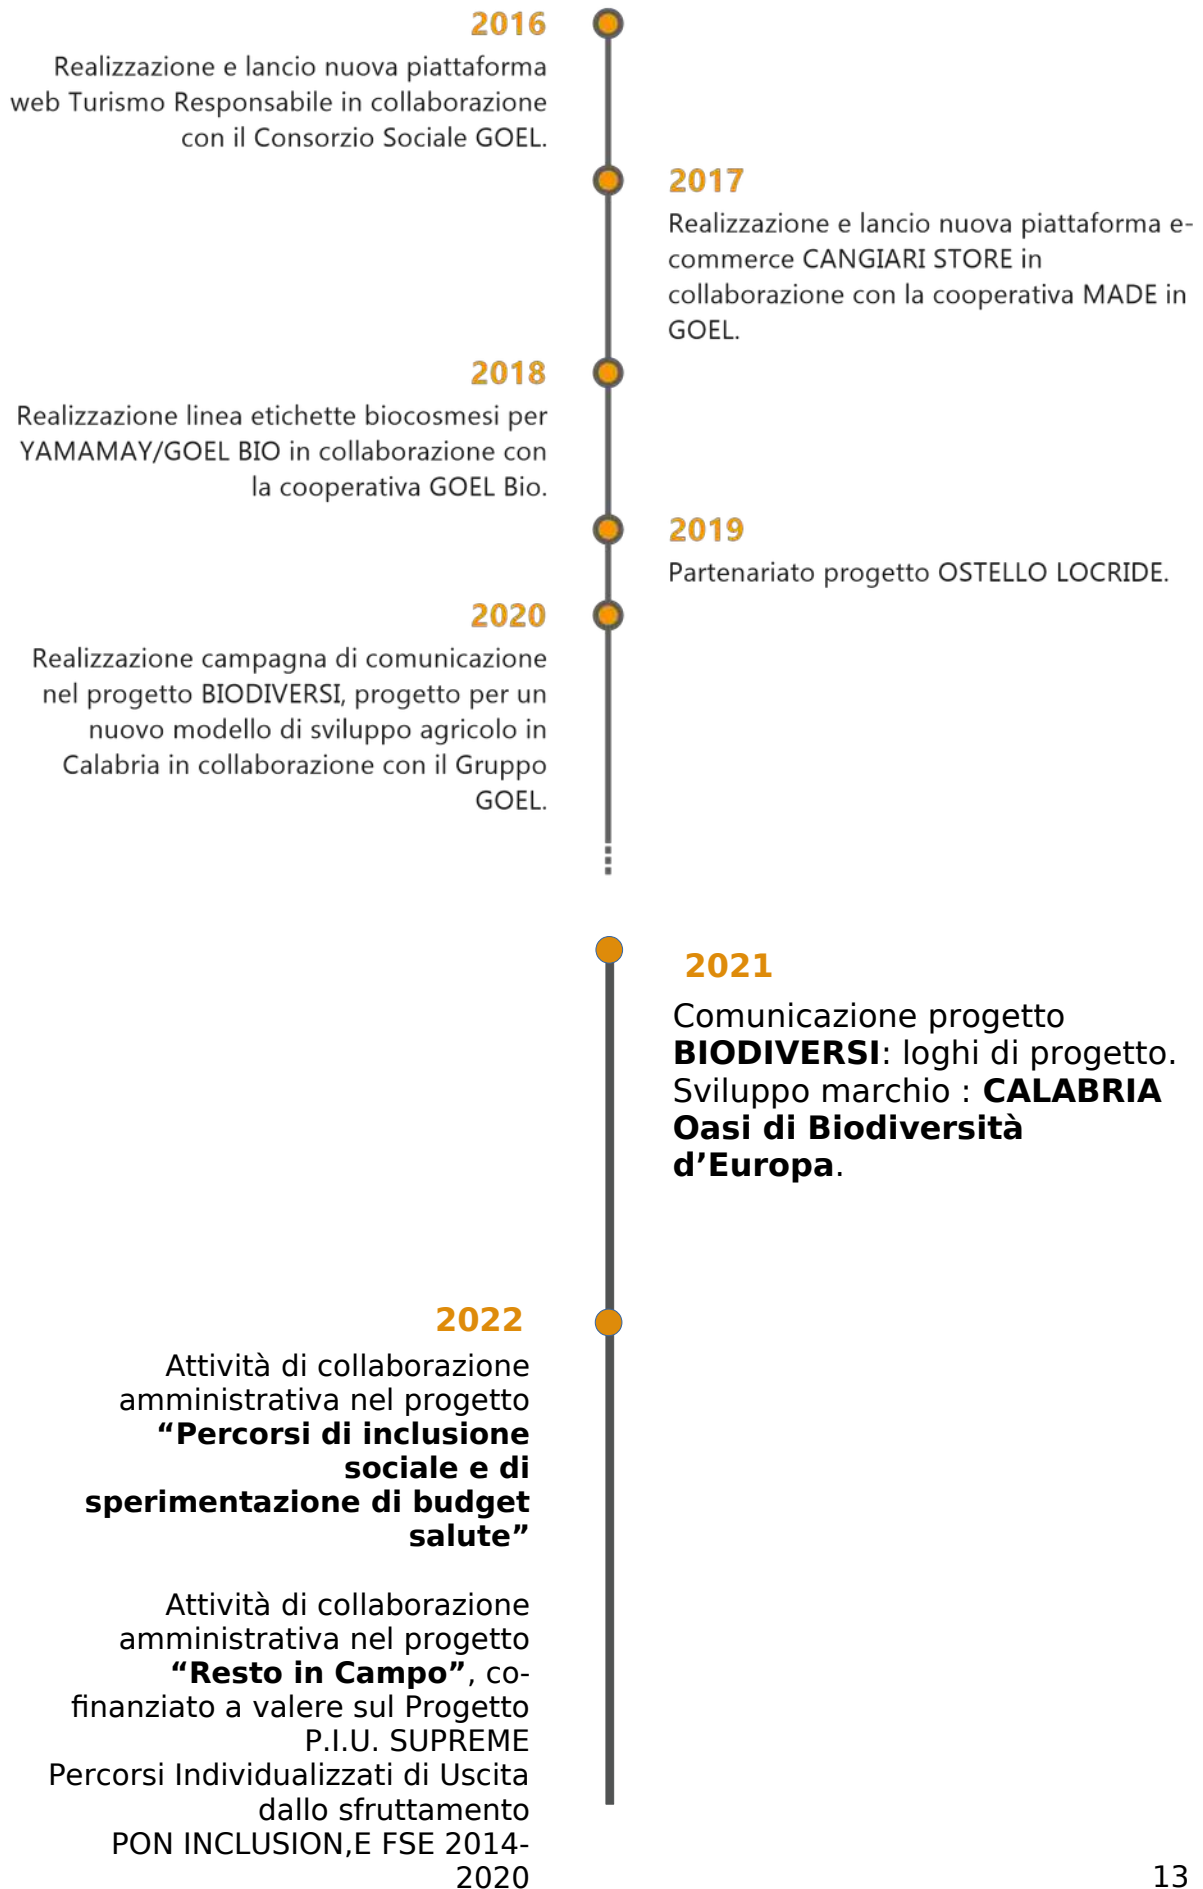 2016
Realizzazione e lancio nuova piattaforma
web Turismo Responsabile in collaborazione
con il Consorzio Sociale GOEL.
2017
Realizzazione e lancio nuova piattaforma e-
commerce CANGIARI STORE in
collaborazione con la cooperativa MADE in
GOEL.
2018
Realizzazione linea etichette biocosmesi per
YAMAMAY/GOEL BIO in collaborazione con
la cooperativa GOEL Bio.
2019
Partenariato progetto OSTELLO LOCRIDE.
2020
Realizzazione campagna di comunicazione
nel progetto BIODIVERSI, progetto per un
nuovo modello di sviluppo agricolo in
Calabria in collaborazione con il Gruppo
GOEL.
2021
Comunicazione progetto
BIODIVERSI: loghi di progetto.
Sviluppo marchio : CALABRIA
Oasi di Biodiversità
d’Europa.
2022
Attività di collaborazione
amministrativa nel progetto
“Percorsi di inclusione
sociale e di
sperimentazione di budget
salute”
Attività di collaborazione
amministrativa nel progetto
“Resto in Campo”, co-
finanziato a valere sul Progetto
P.I.U. SUPREME
Percorsi Individualizzati di Uscita
dallo sfruttamento
PON INCLUSION,E FSE 2014-
2020
13